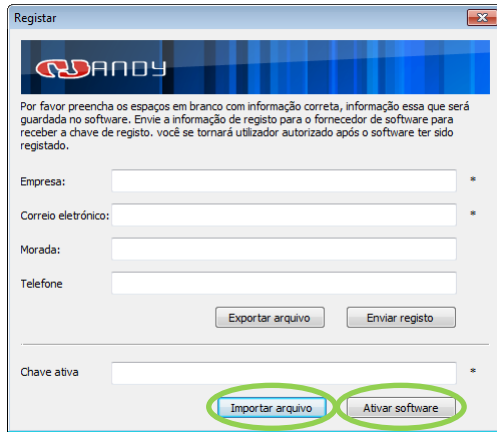 Registar
ANDY
Por favor preencha os espaços em branco com informação correta, informação essa que será
guardada no software. Envie a informação de registo para o fornecedor de software para
receber a chave de registo. você se tornará utilizador autorizado após o software ter sido
registado.
Empresa: *
Correio eletrónico: *
Morada:
Telefone
Exportar arquivo Enviar registo
Chave ativa *
Importar arquivo Ativar software